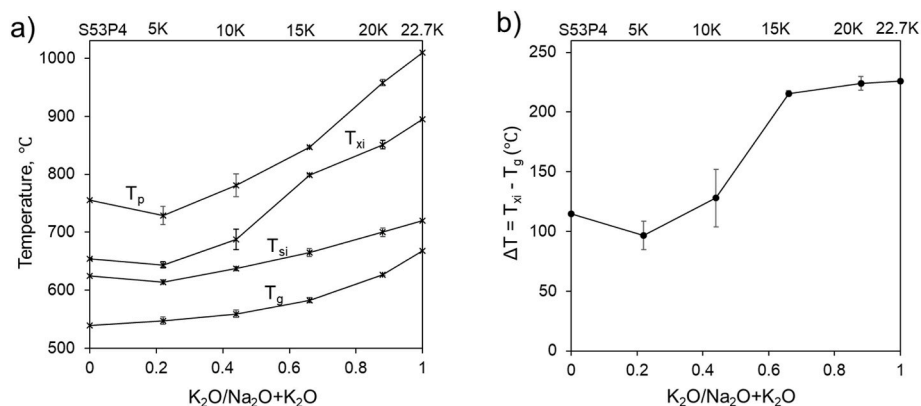 a)
S53P4 5K 10K 15K 20K 22.7K
1000
900
800
700
600
500
Temperature, ℃
Tₚ
Tₓᵢ
Tₛᵢ
T_g
0 0.2 0.4 0.6 0.8 1
K₂O/Na₂O+K₂O
b)
S53P4 5K 10K 15K 20K 22.7K
250
200
150
100
50
0
ΔT = Tₓᵢ - T_g (℃)
0 0.2 0.4 0.6 0.8 1
K₂O/Na₂O+K₂O